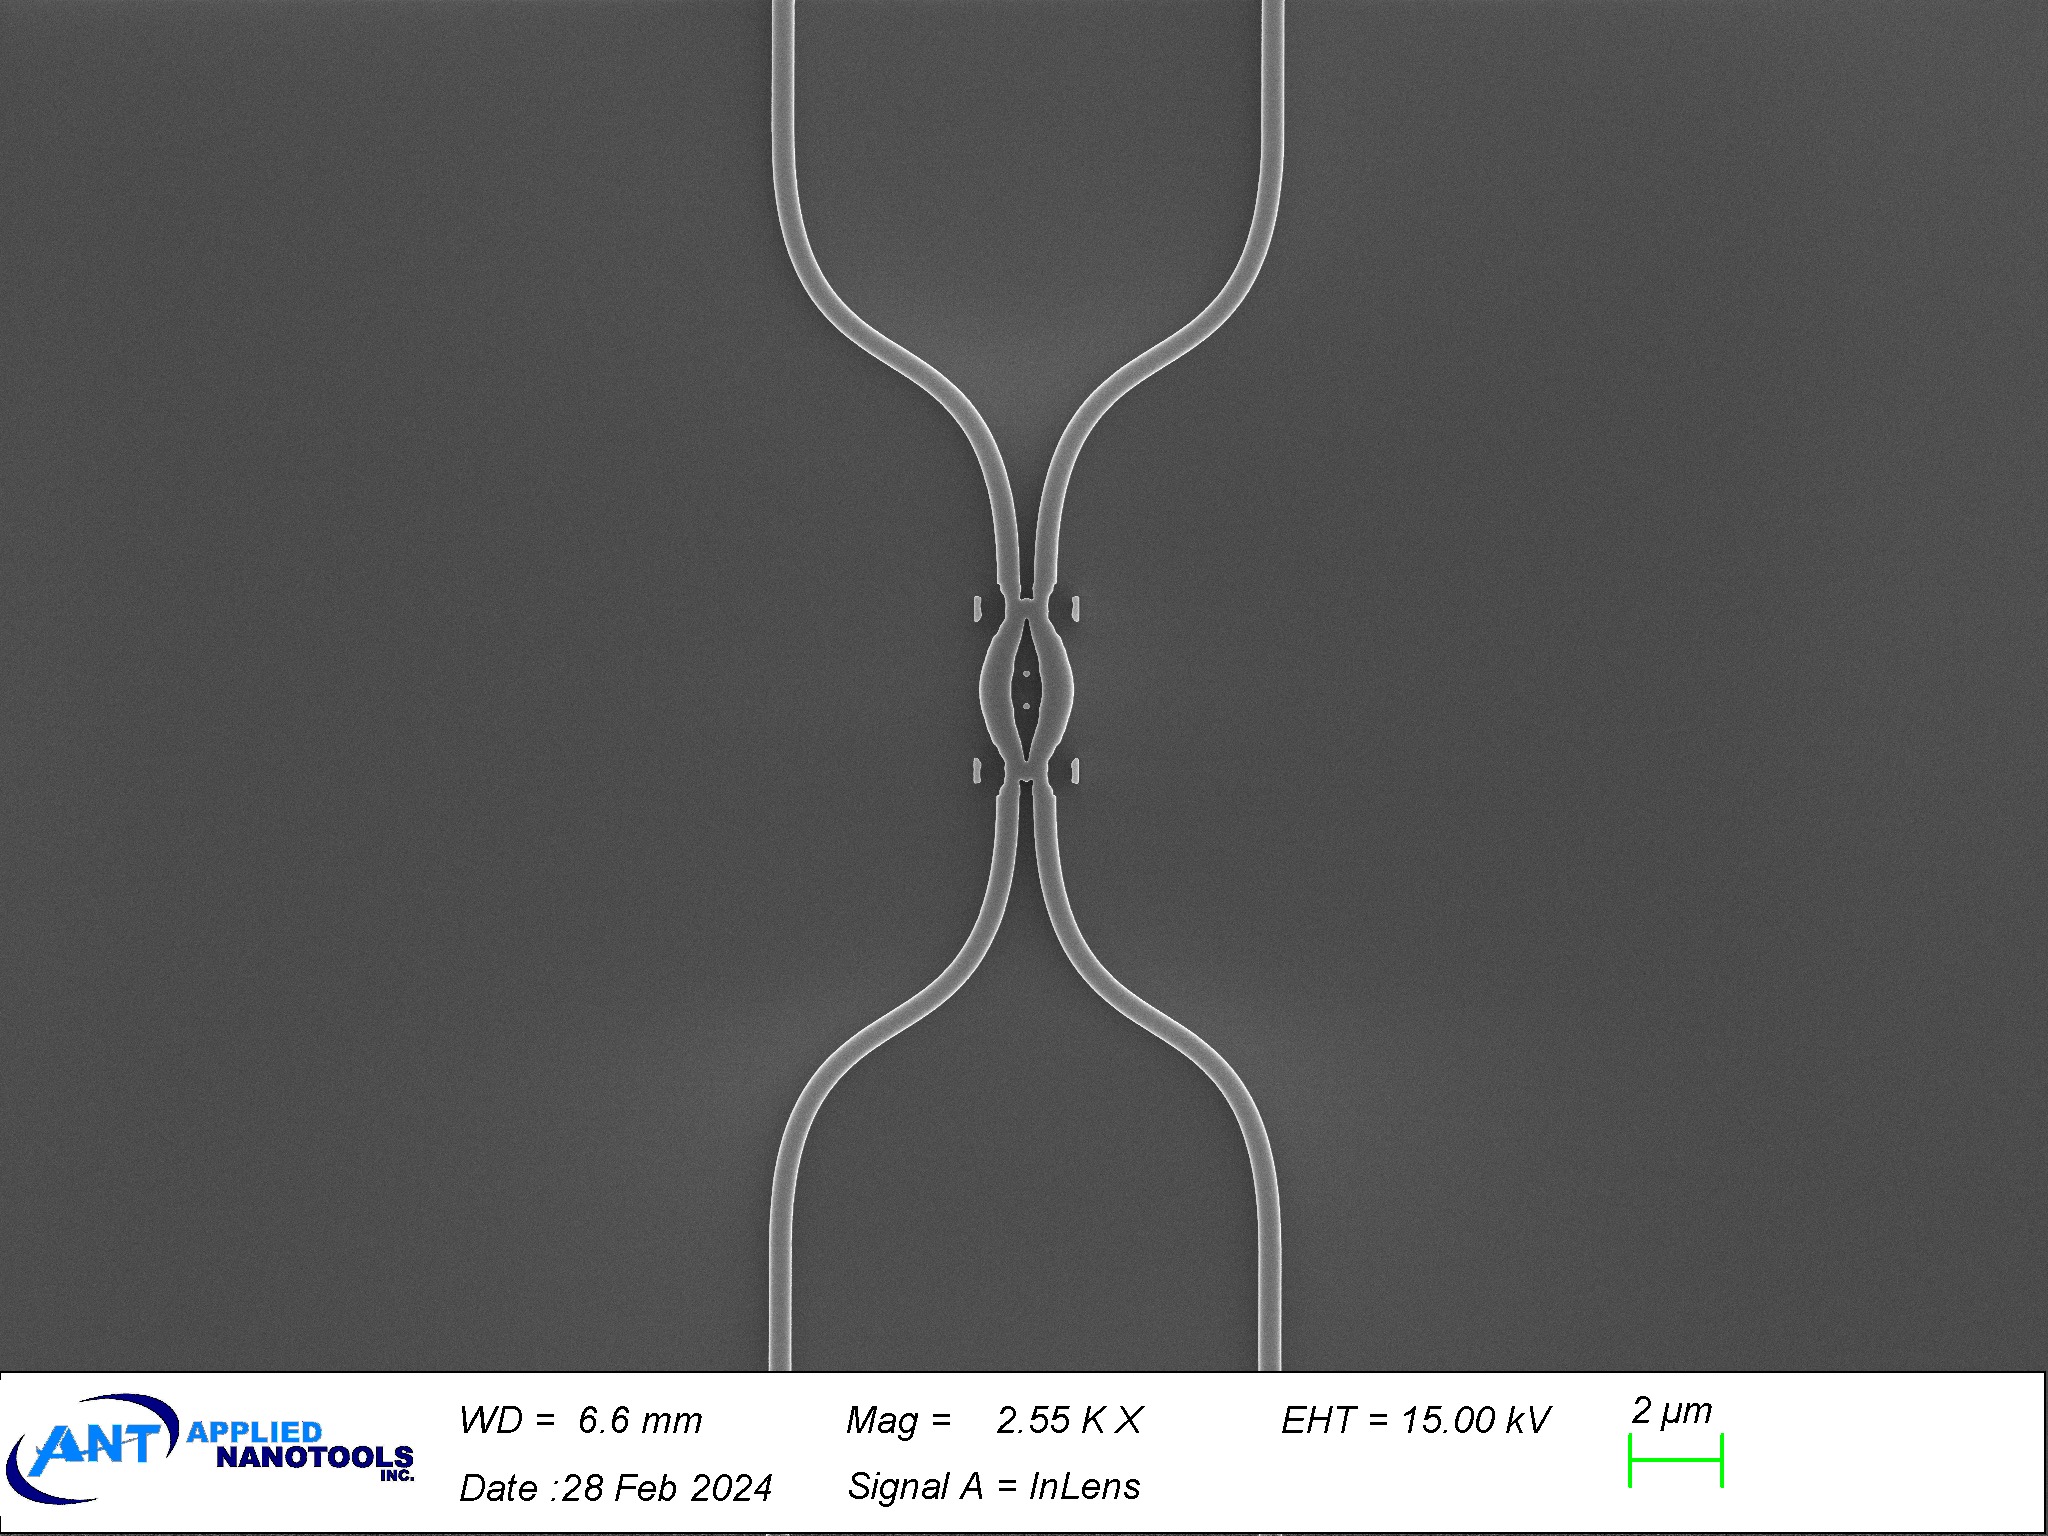 ANT APPLIED
NANOTOOLS
INC.
WD = 6.6 mm
Mag = 2.55 K X
EHT = 15.00 kV
2 µm
Date :28 Feb 2024
Signal A = InLens